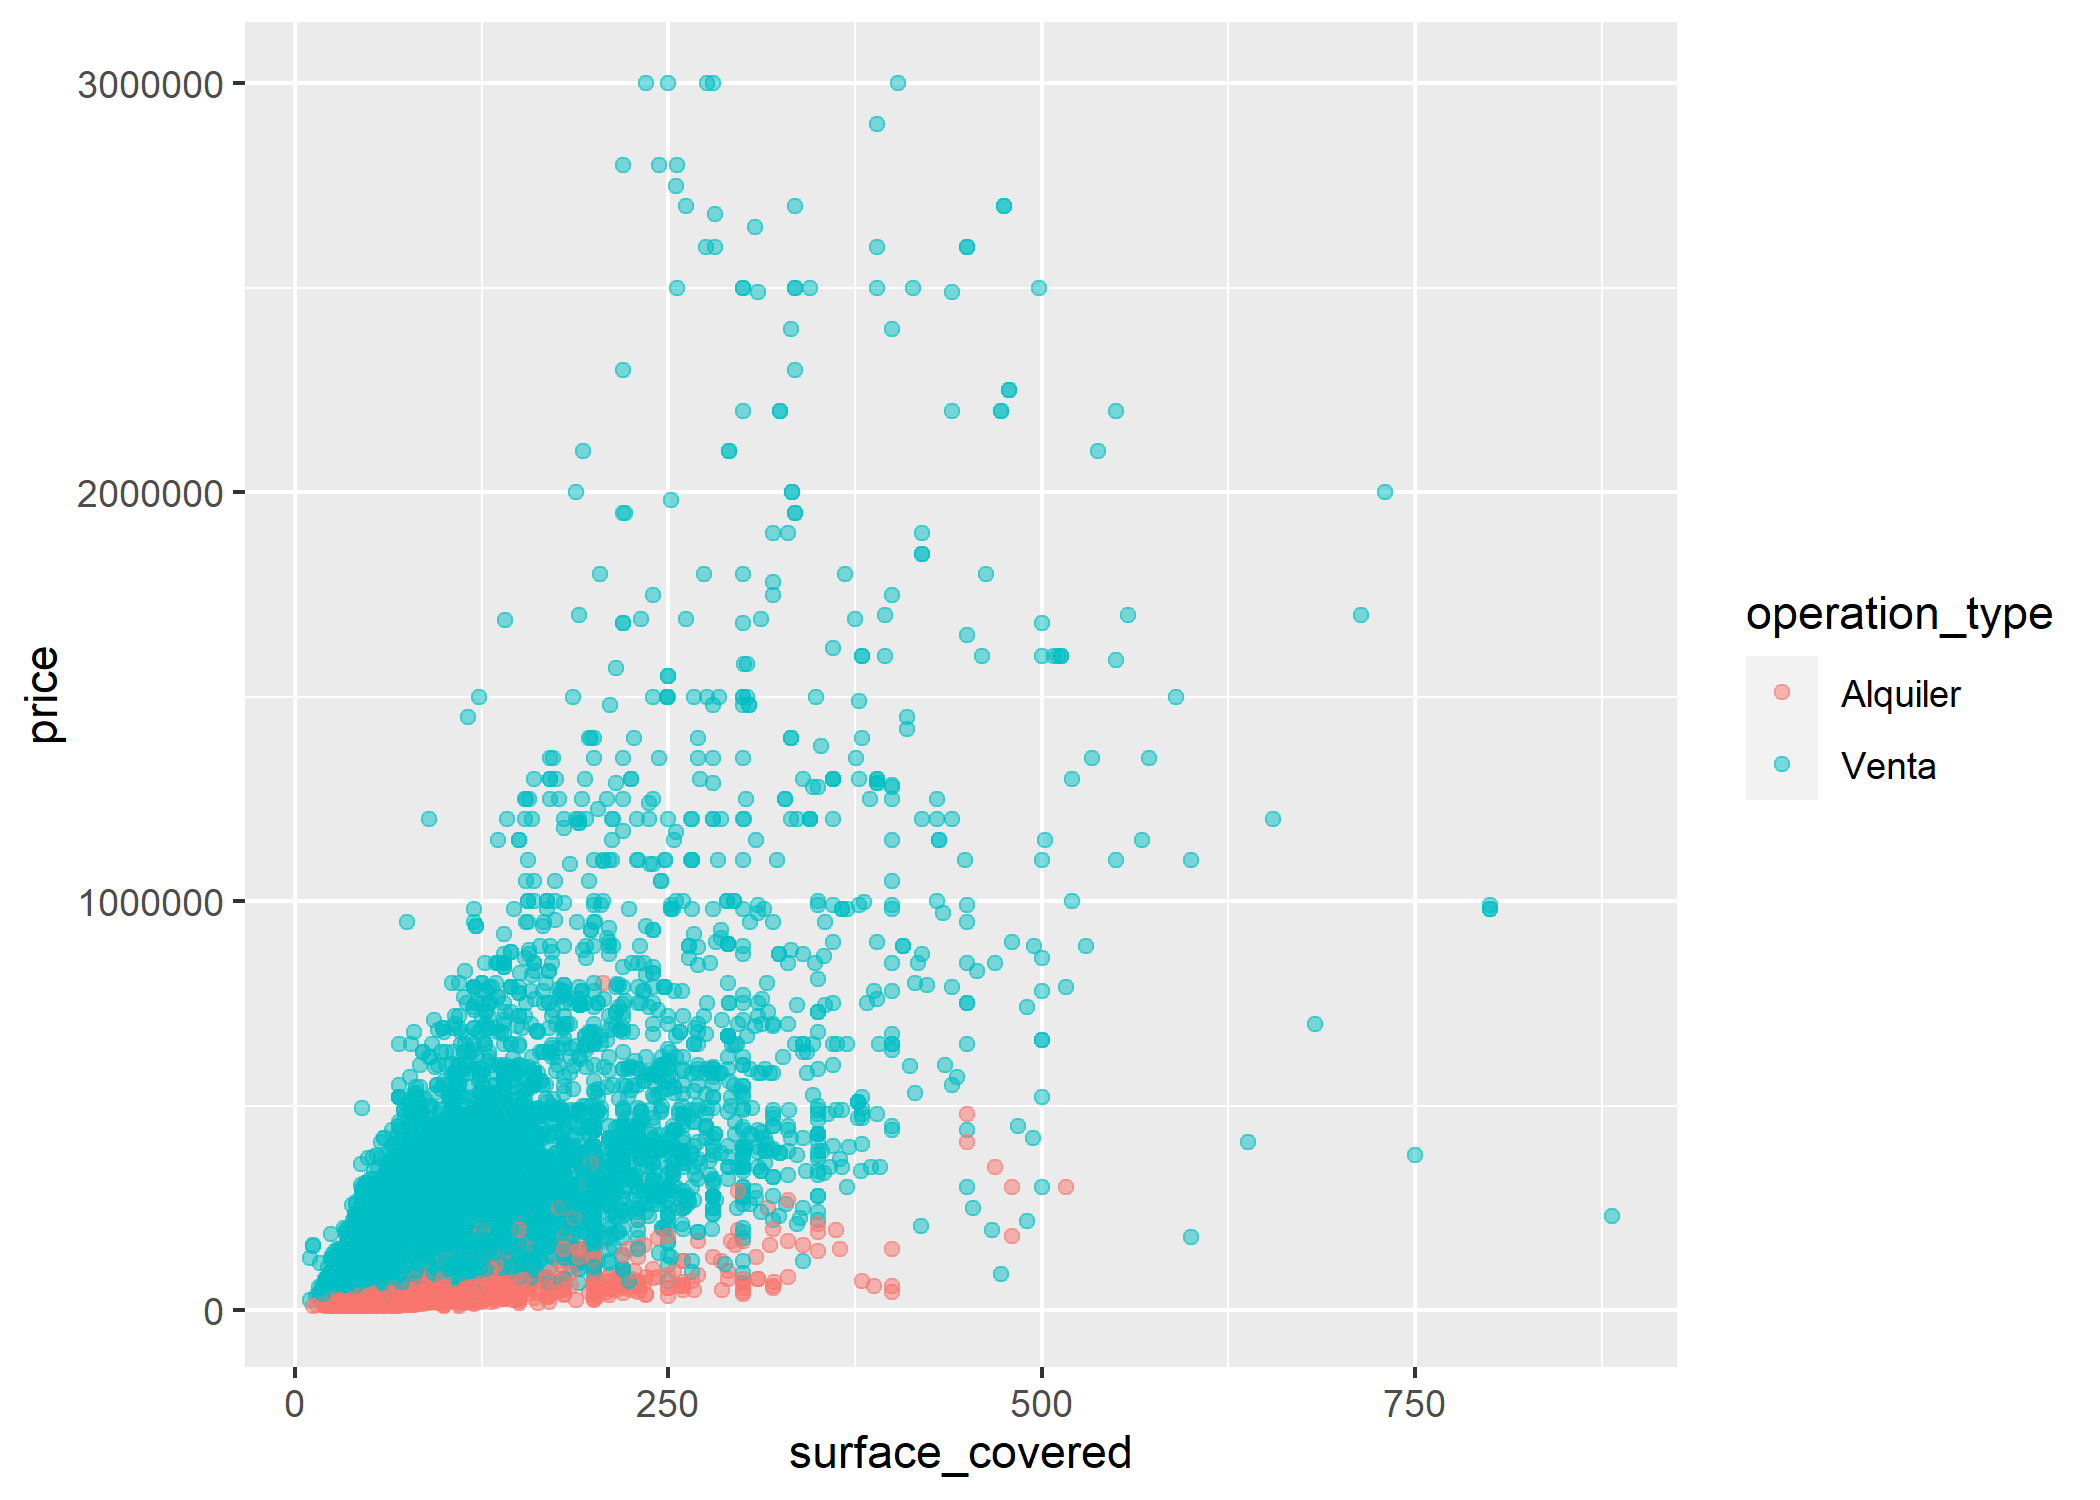 3000000
2000000
1000000
0
price
0 250 500 750
surface_covered
operation_type
Alquiler
Venta